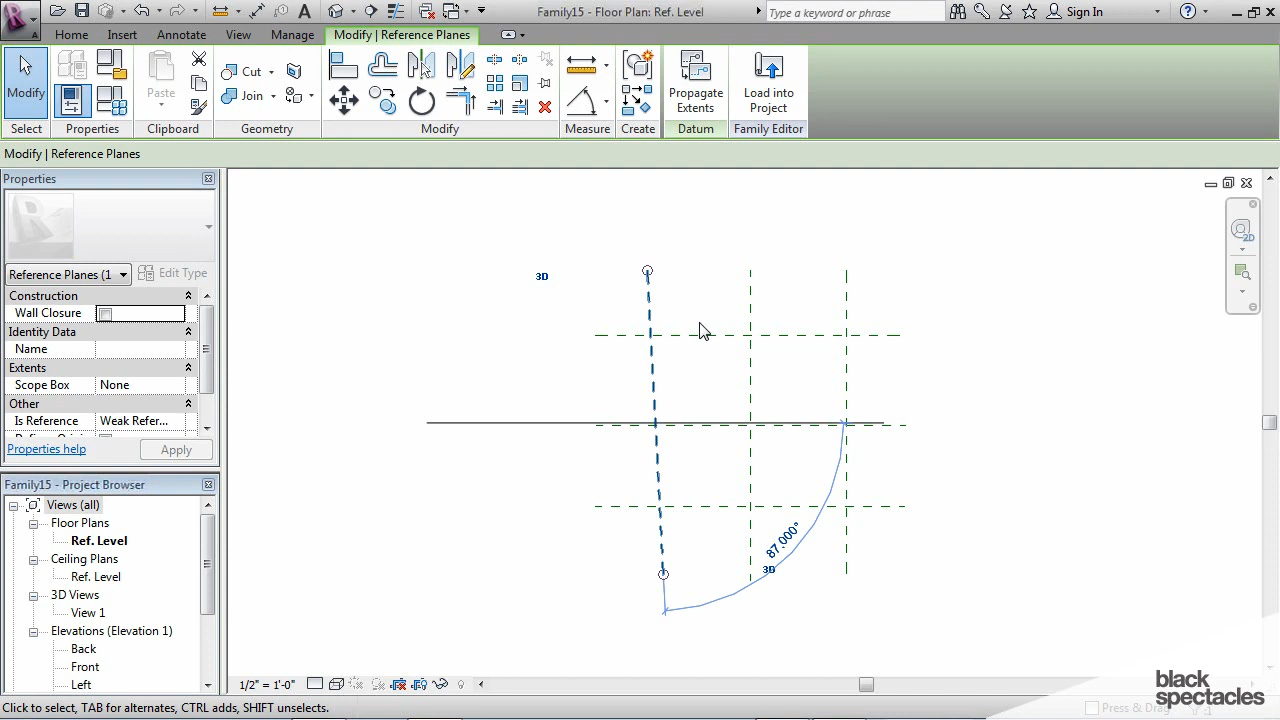 Family15 - Floor Plan: Ref. Level
Type a keyword or phrase
Sign In
Home
Insert
Annotate
View
Manage
Modify | Reference Planes
Modify
Paste
Cut
Join
Propagate
Extents
Load into
Project
Select
Properties
Clipboard
Geometry
Modify
Measure
Create
Datum
Family Editor
Modify | Reference Planes
Properties
Reference Planes (1
Edit Type
Construction
Wall Closure
Identity Data
Name
Extents
Scope Box
None
Other
Is Reference
Weak Refer...
Properties help
Apply
Family15 - Project Browser
Views (all)
Floor Plans
Ref. Level
Ceiling Plans
Ref. Level
3D Views
View 1
Elevations (Elevation 1)
Back
Front
Left
3D
87.000°
3D
2D
1/2" = 1'-0"
Click to select, TAB for alternates, CTRL adds, SHIFT unselects.
Press & Drag
black
spectacles